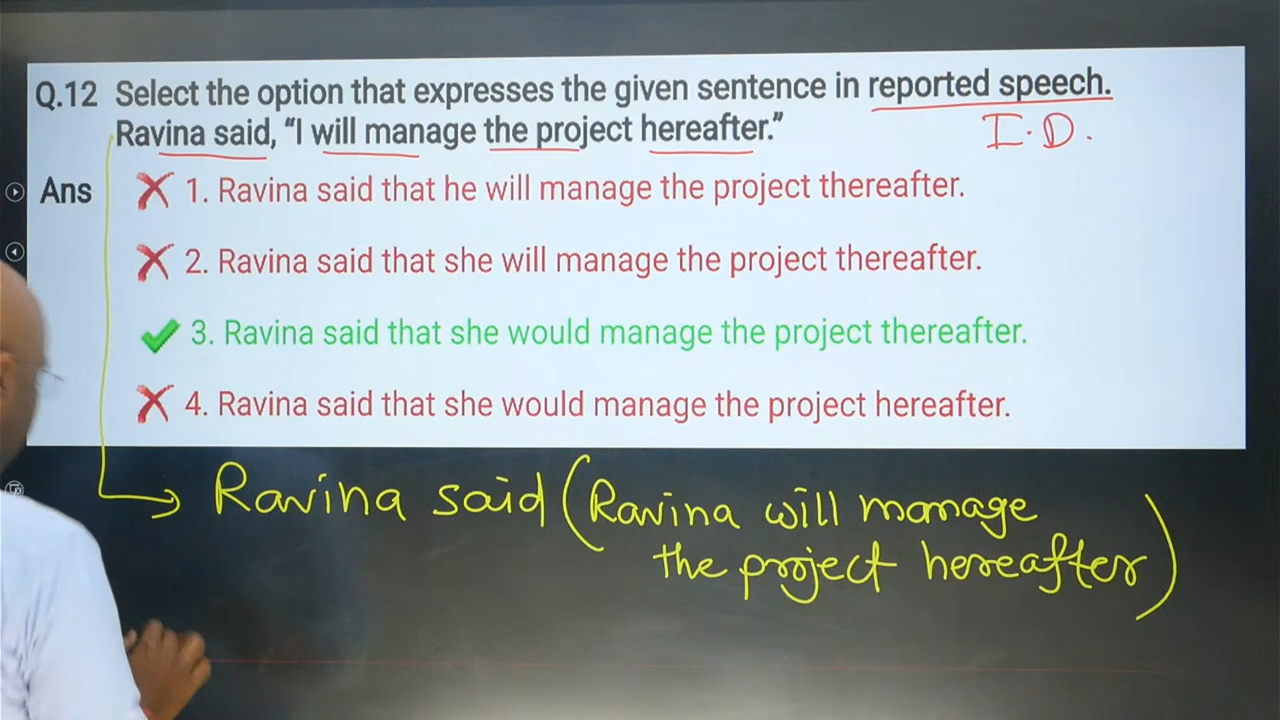 Q.12 Select the option that expresses the given sentence in reported speech.
Ravina said, “I will manage the project hereafter.”
I.D.
Ans 1. Ravina said that he will manage the project thereafter.
2. Ravina said that she will manage the project thereafter.
3. Ravina said that she would manage the project thereafter.
4. Ravina said that she would manage the project hereafter.
Ravina said (Ravina will manage
the project hereafter)